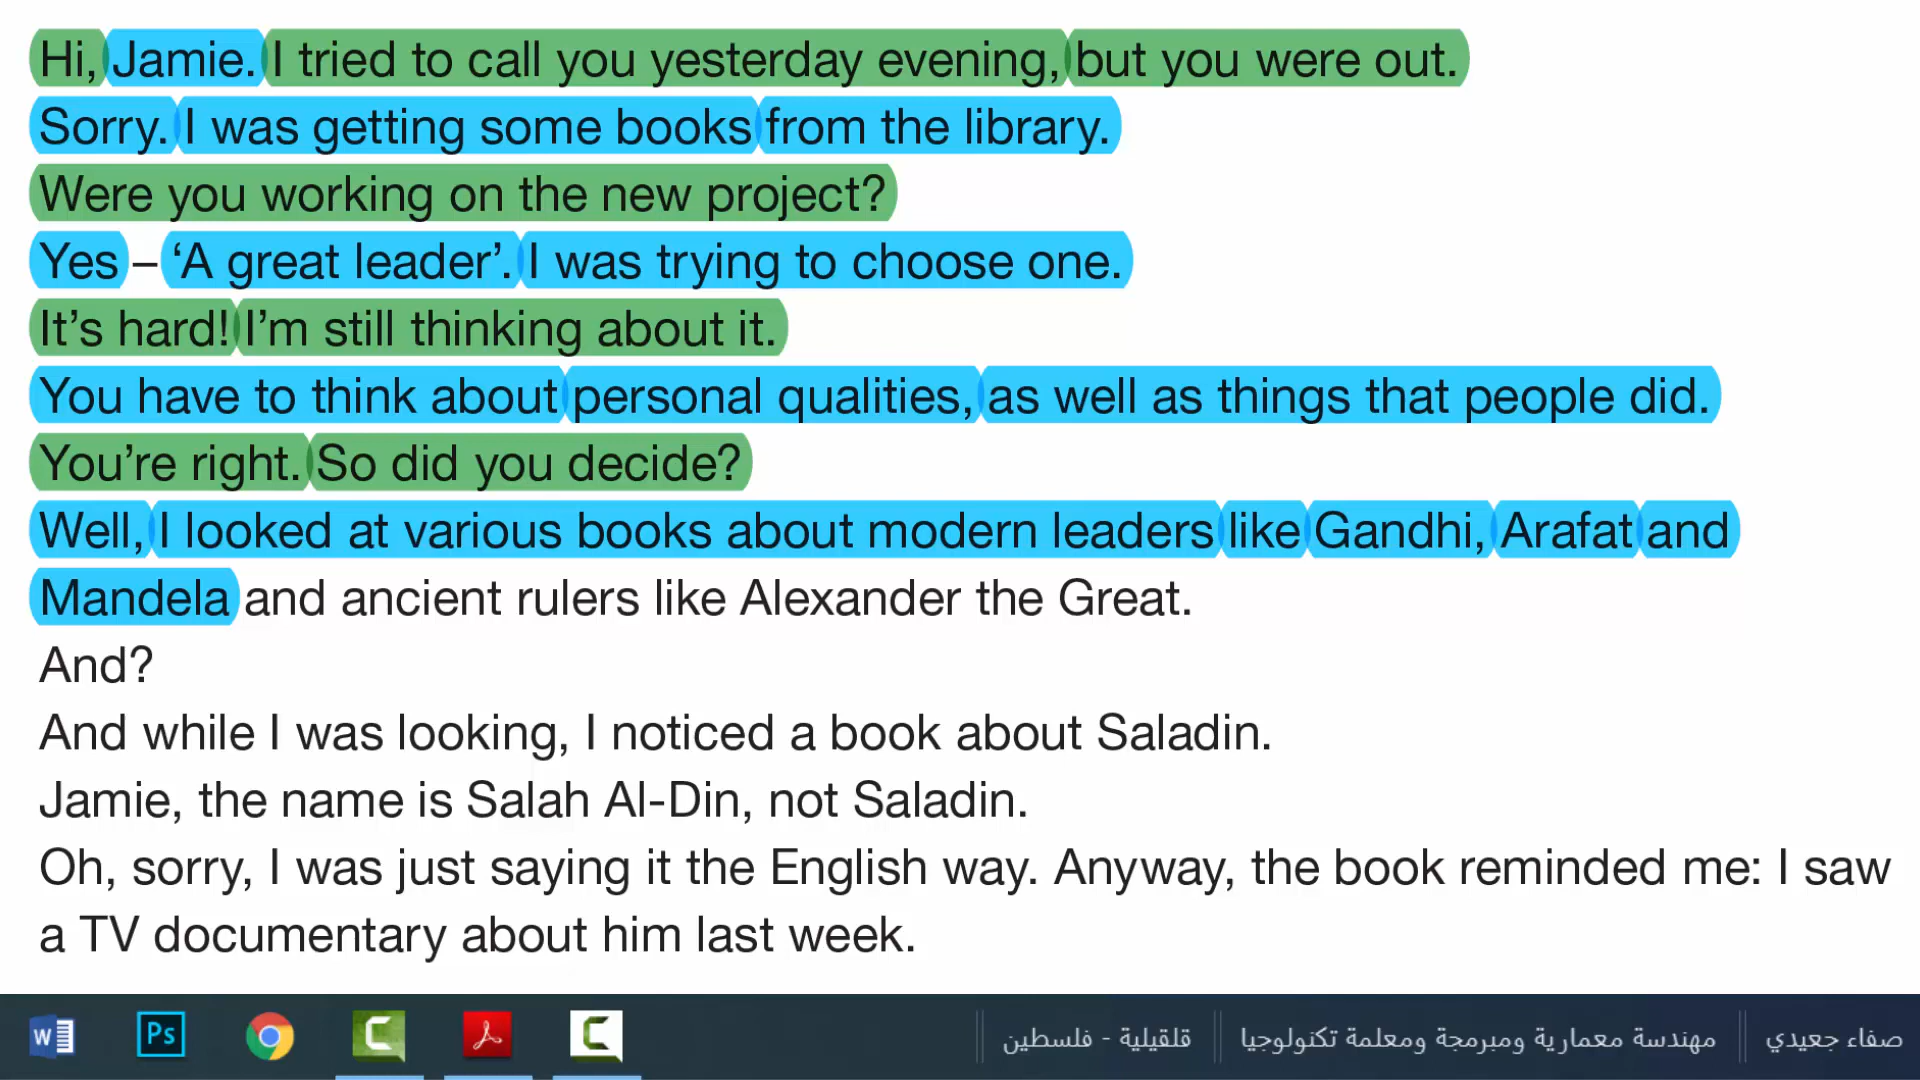 Hi, Jamie. I tried to call you yesterday evening, but you were out.
Sorry. I was getting some books from the library.
Were you working on the new project?
Yes – ‘A great leader’. I was trying to choose one.
It’s hard! I’m still thinking about it.
You have to think about personal qualities, as well as things that people did.
You’re right. So did you decide?
Well, I looked at various books about modern leaders like Gandhi, Arafat and
Mandela and ancient rulers like Alexander the Great.
And?
And while I was looking, I noticed a book about Saladin.
Jamie, the name is Salah Al-Din, not Saladin.
Oh, sorry, I was just saying it the English way. Anyway, the book reminded me: I saw
a TV documentary about him last week.
W
Ps
C
C
صفاء جعيدي
مهندسة معمارية ومبرمجة ومعلمة تكنولوجيا
قلقيلية - فلسطين